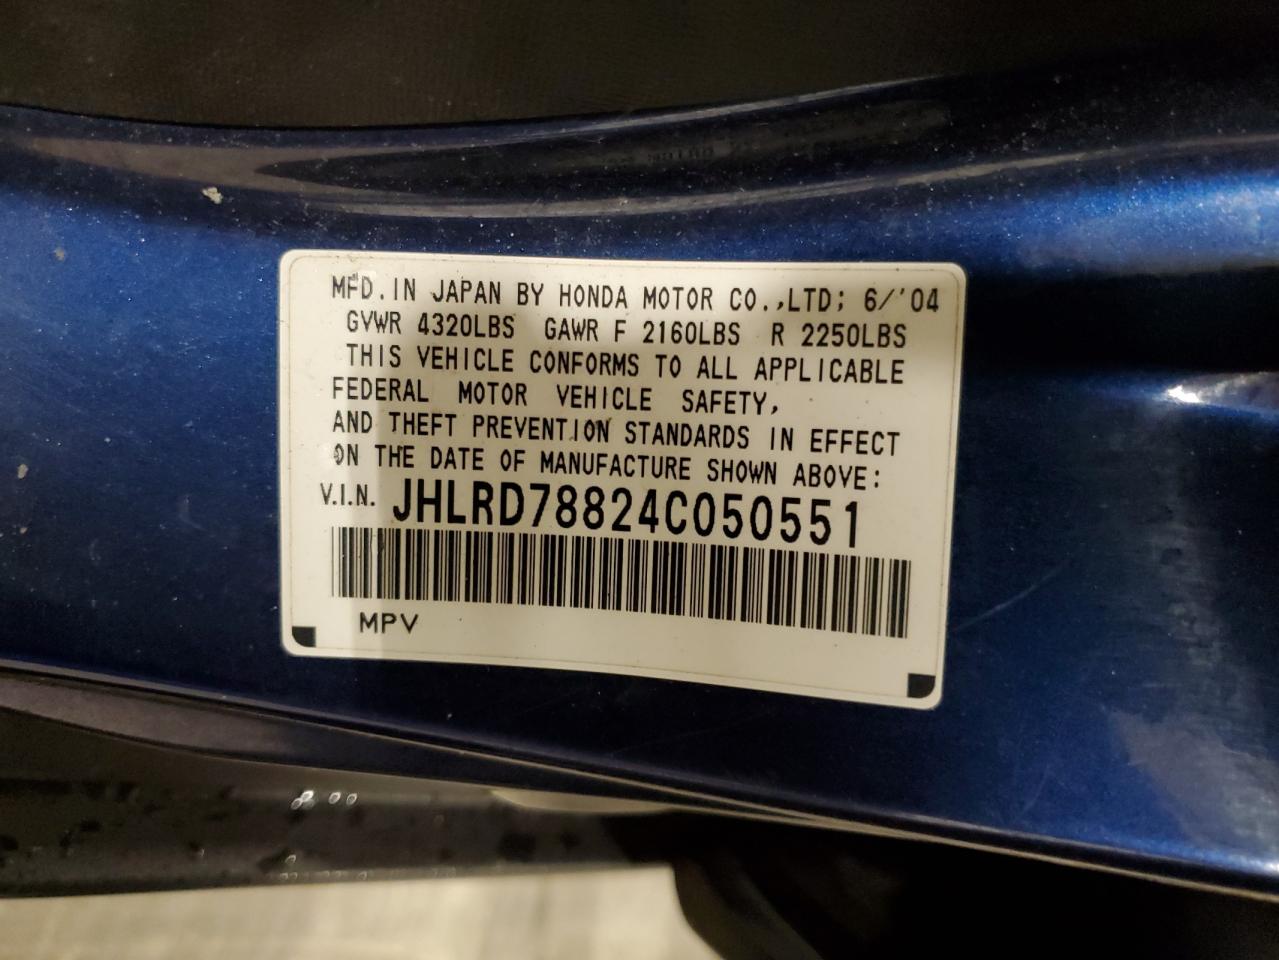 MFD. IN JAPAN BY HONDA MOTOR CO.,LTD; 6/'04
GVWR 4320LBS GAWR F 2160LBS R 2250LBS
THIS VEHICLE CONFORMS TO ALL APPLICABLE
FEDERAL MOTOR VEHICLE SAFETY,
AND THEFT PREVENTION STANDARDS IN EFFECT
ON THE DATE OF MANUFACTURE SHOWN ABOVE:
V.I.N. JHLRD78824C050551
MPV